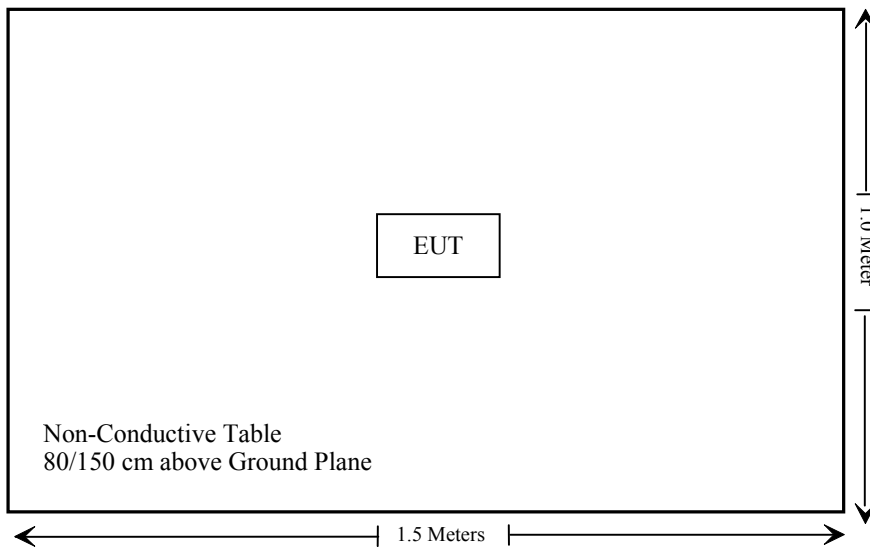 EUT
1.0 Meter
Non-Conductive Table
80/150 cm above Ground Plane
1.5 Meters